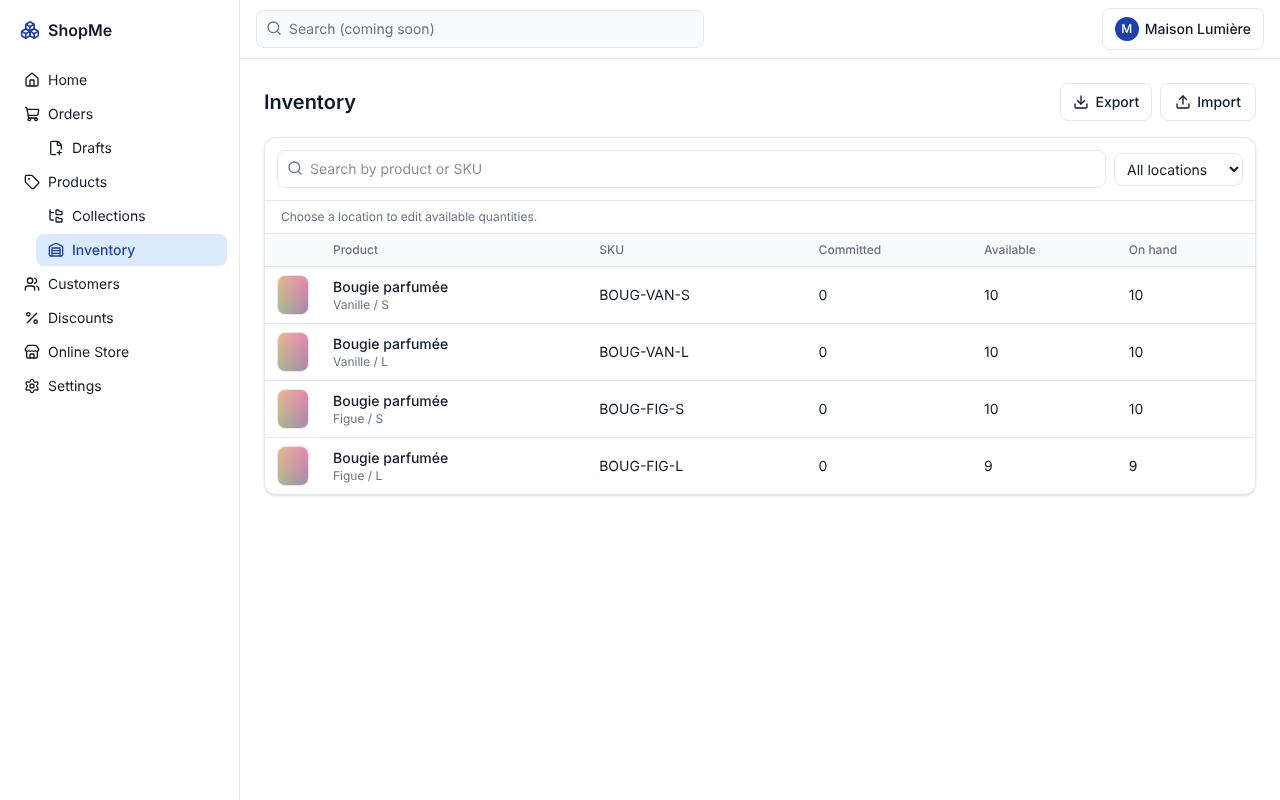 ShopMe
Home
Orders
Drafts
Products
Collections
Inventory
Customers
Discounts
Online Store
Settings
Search (coming soon)
M Maison Lumière
Inventory
Export
Import
Search by product or SKU
All locations
Choose a location to edit available quantities.
Product SKU Committed Available On hand
Bougie parfumée
Vanille / S
BOUG-VAN-S 0 10 10
Bougie parfumée
Vanille / L
BOUG-VAN-L 0 10 10
Bougie parfumée
Figue / S
BOUG-FIG-S 0 10 10
Bougie parfumée
Figue / L
BOUG-FIG-L 0 9 9